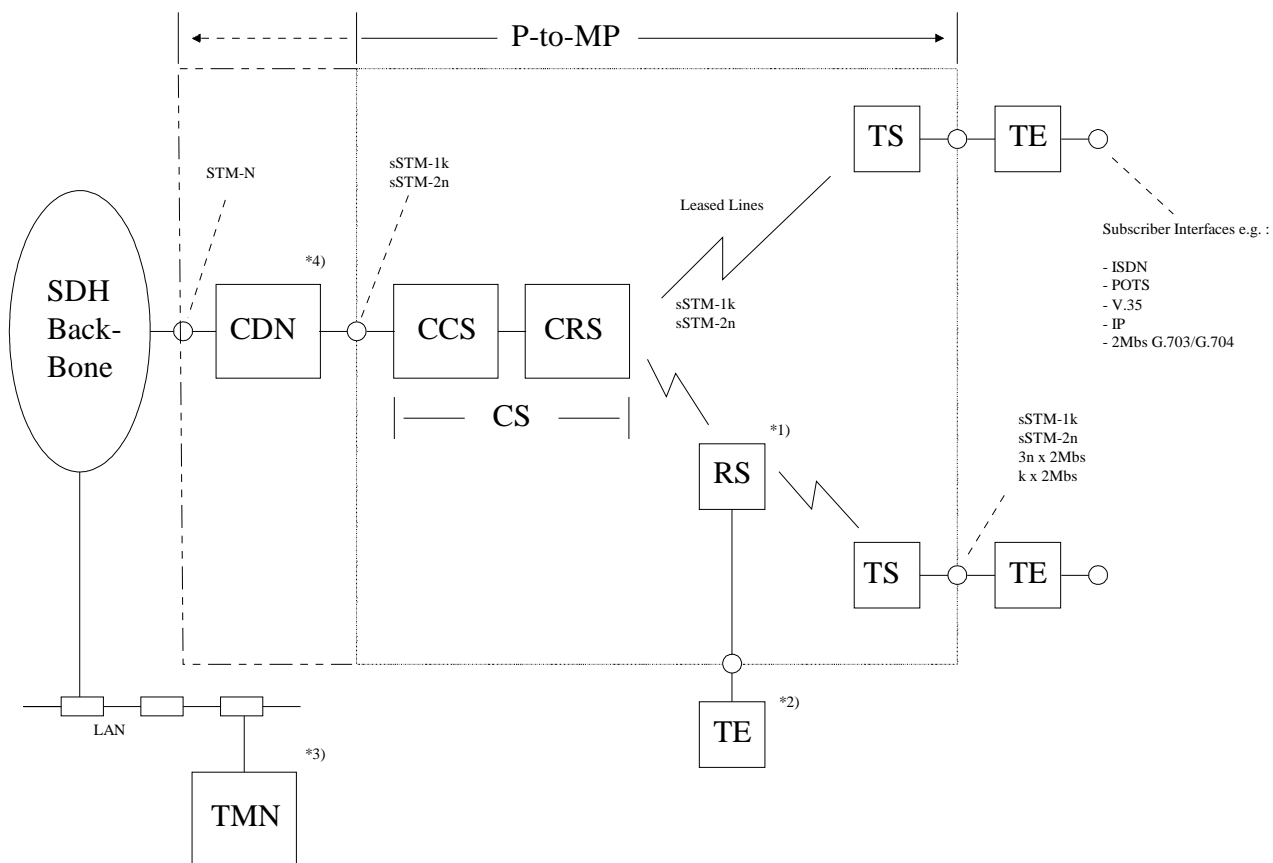 P-to-MP
TS
TE
STM-N
sSTM-1k
sSTM-2n
Leased Lines
Subscriber Interfaces e.g. :
- ISDN
- POTS
- V.35
- IP
- 2Mbs G.703/G.704
*4)
SDH
Back-
Bone
CDN
CCS
CRS
sSTM-1k
sSTM-2n
CS
*1)
RS
sSTM-1k
sSTM-2n
3n x 2Mbs
k x 2Mbs
TS
TE
*2)
TE
LAN
*3)
TMN